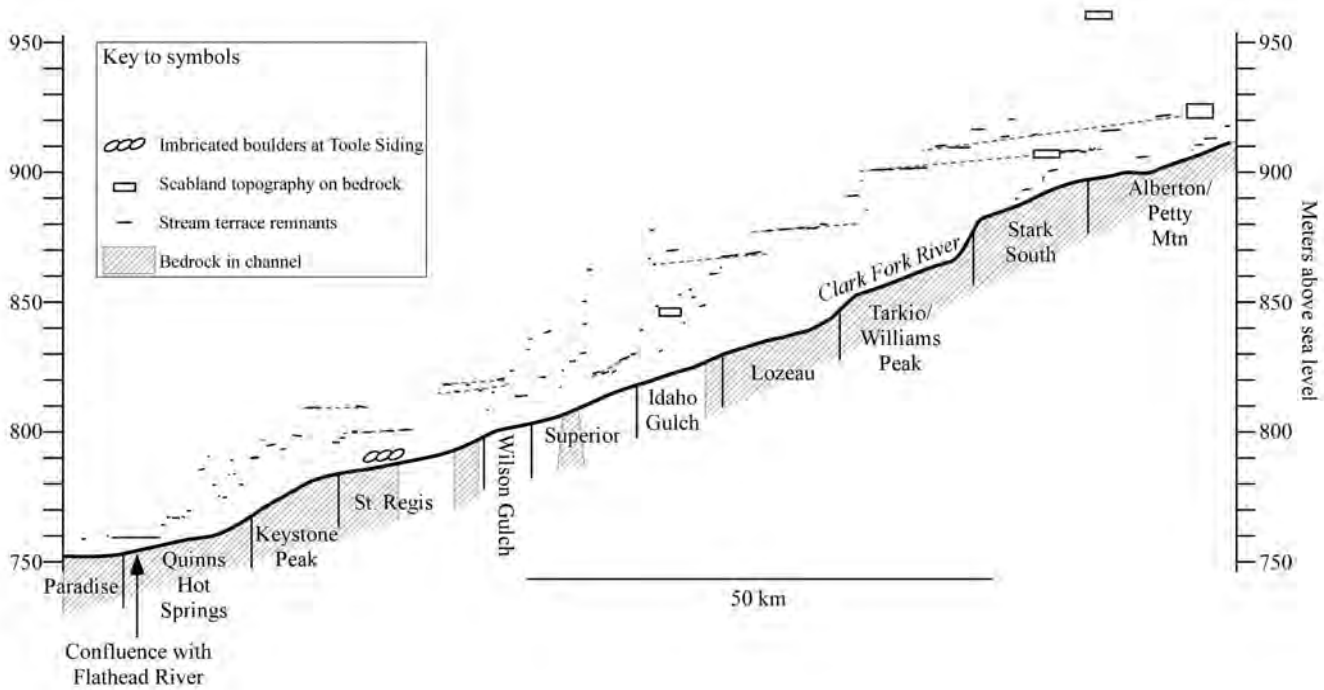 950
900
850
800
750
Key to symbols
Imbricated boulders at Toole Siding
Scabland topography on bedrock
Stream terrace remnants
Bedrock in channel
950
900
850
800
750
Meters above sea level
Clark Fork River
Paradise
Quinns
Hot
Springs
Keystone
Peak
St. Regis
Wilson Gulch
Superior
Idaho
Gulch
Lozeau
Tarkio/
Williams
Peak
Stark
South
Alberton/
Petty
Mtn
50 km
Confluence with
Flathead River